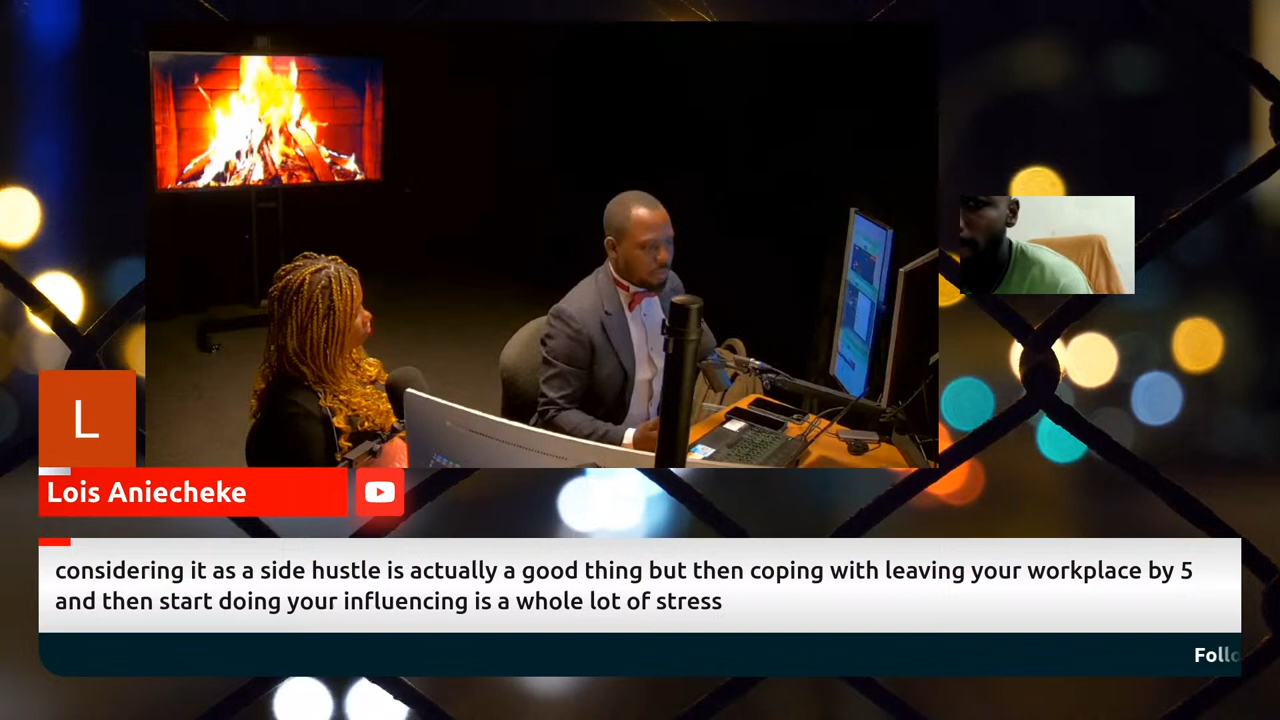 L
Lois Aniecheke
considering it as a side hustle is actually a good thing but then coping with leaving your workplace by 5
and then start doing your influencing is a whole lot of stress